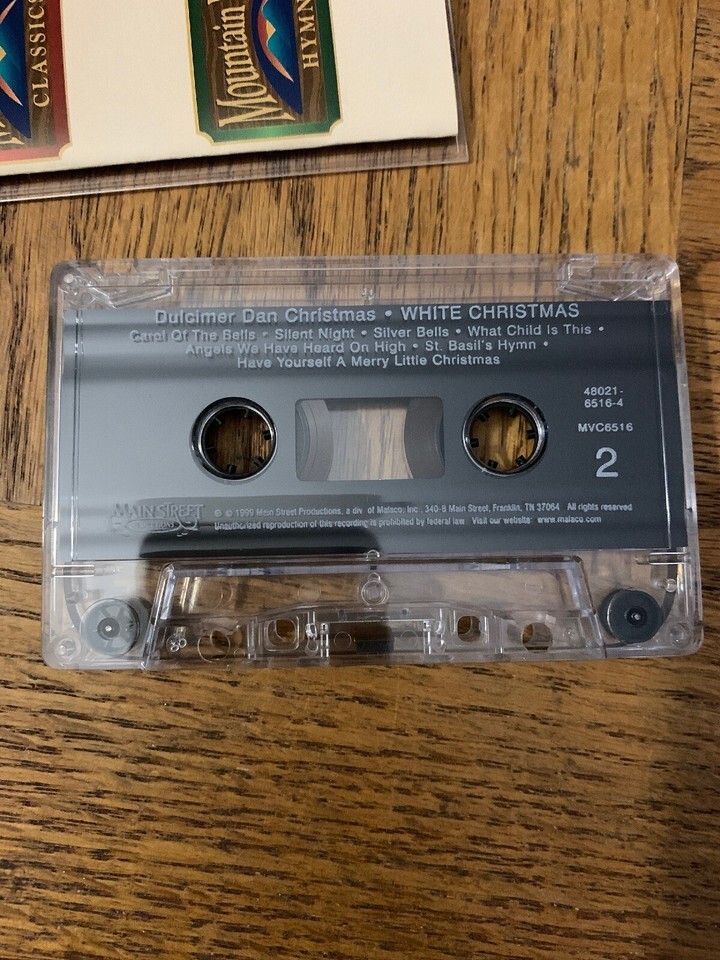 CLASSICS
Mountain
HYMN
Dulcimer Dan Christmas • WHITE CHRISTMAS
Carol Of The Bells • Silent Night • Silver Bells • What Child Is This •
Angels We Have Heard On High • St. Basil's Hymn •
Have Yourself A Merry Little Christmas
48021-
6516-4
MVC6516
2
MAIN STREET
℗ © 1999 Main Street Productions, a div. of Malaco, Inc. 340-B Main Street, Franklin, TN 37064 All rights reserved
Unauthorized reproduction of this recording is prohibited by federal law Visit our website: www.malaco.com